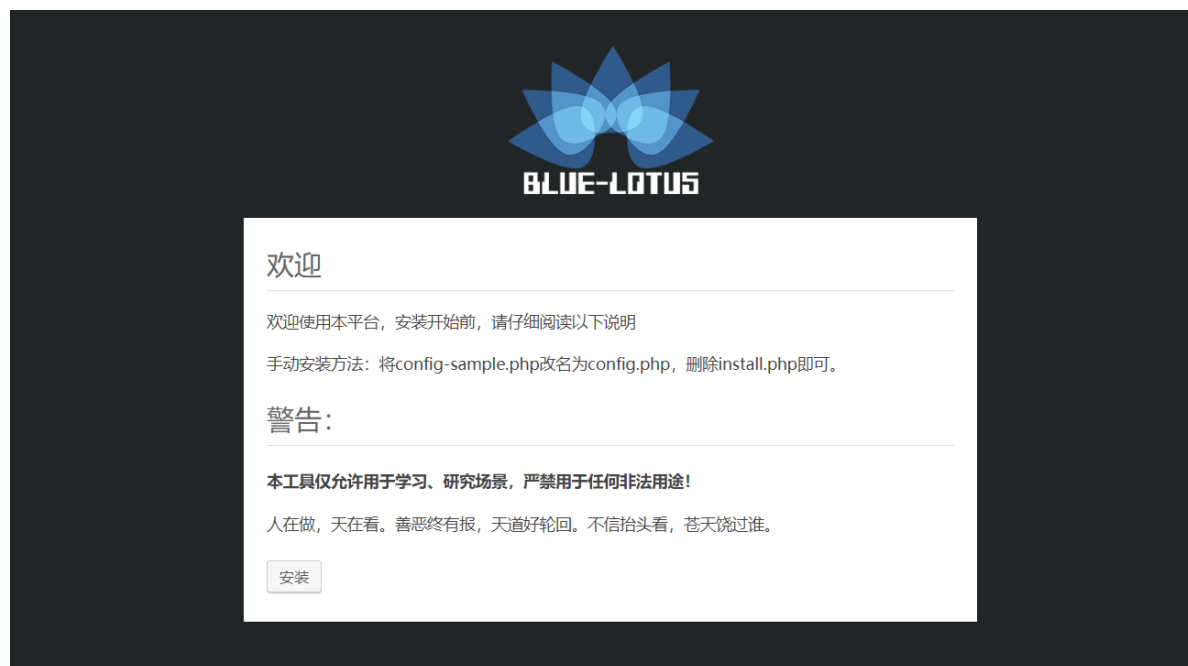 BLUE-LOTUS
欢迎
欢迎使用本平台，安装开始前，请仔细阅读以下说明
手动安装方法：将config-sample.php改名为config.php，删除install.php即可。
警告：
本工具仅允许用于学习、研究场景，严禁用于任何非法用途！
人在做，天在看。善恶终有报，天道好轮回。不信抬头看，苍天饶过谁。
安装